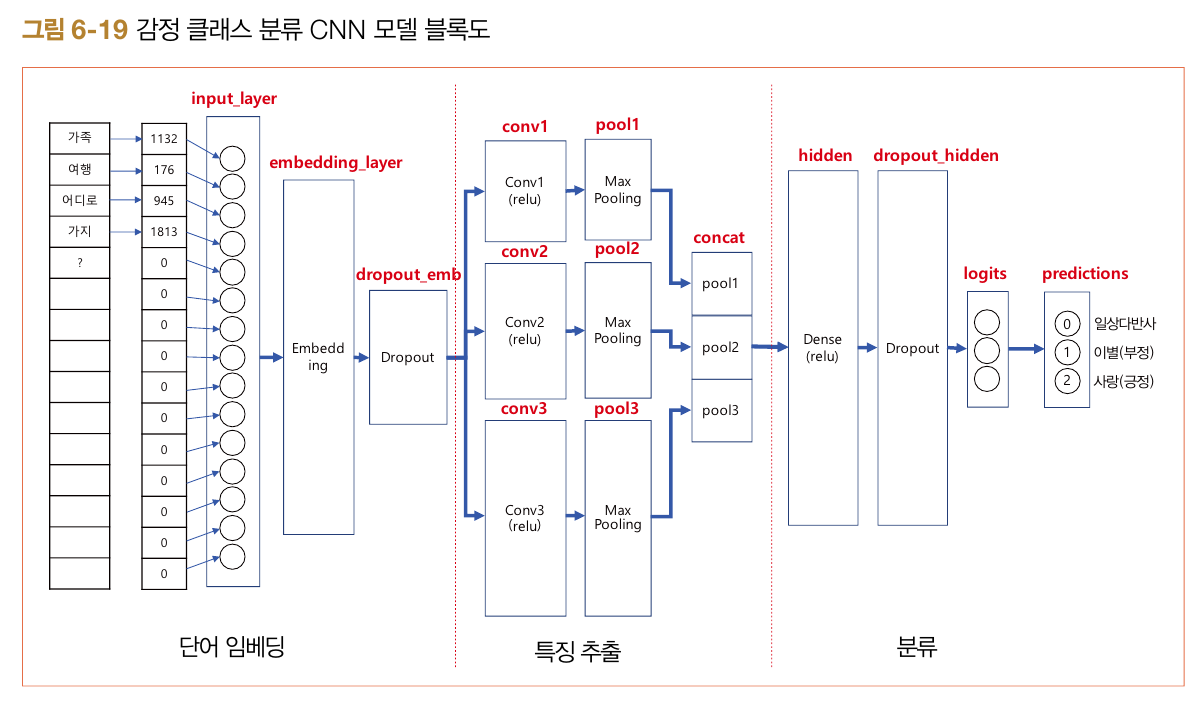 그림 6-19 감정 클래스 분류 CNN 모델 블록도
input_layer
가족
여행
어디로
가지
?
1132
176
945
1813
0
0
0
0
0
0
0
0
0
0
0
embedding_layer
Embedd
ing
dropout_emb
Dropout
단어 임베딩
conv1
Conv1
(relu)
pool1
Max
Pooling
conv2
Conv2
(relu)
pool2
Max
Pooling
conv3
Conv3
(relu)
pool3
Max
Pooling
concat
pool1
pool2
pool3
특징 추출
hidden
Dense
(relu)
dropout_hidden
Dropout
logits
predictions
0 일상다반사
1 이별(부정)
2 사랑(긍정)
분류